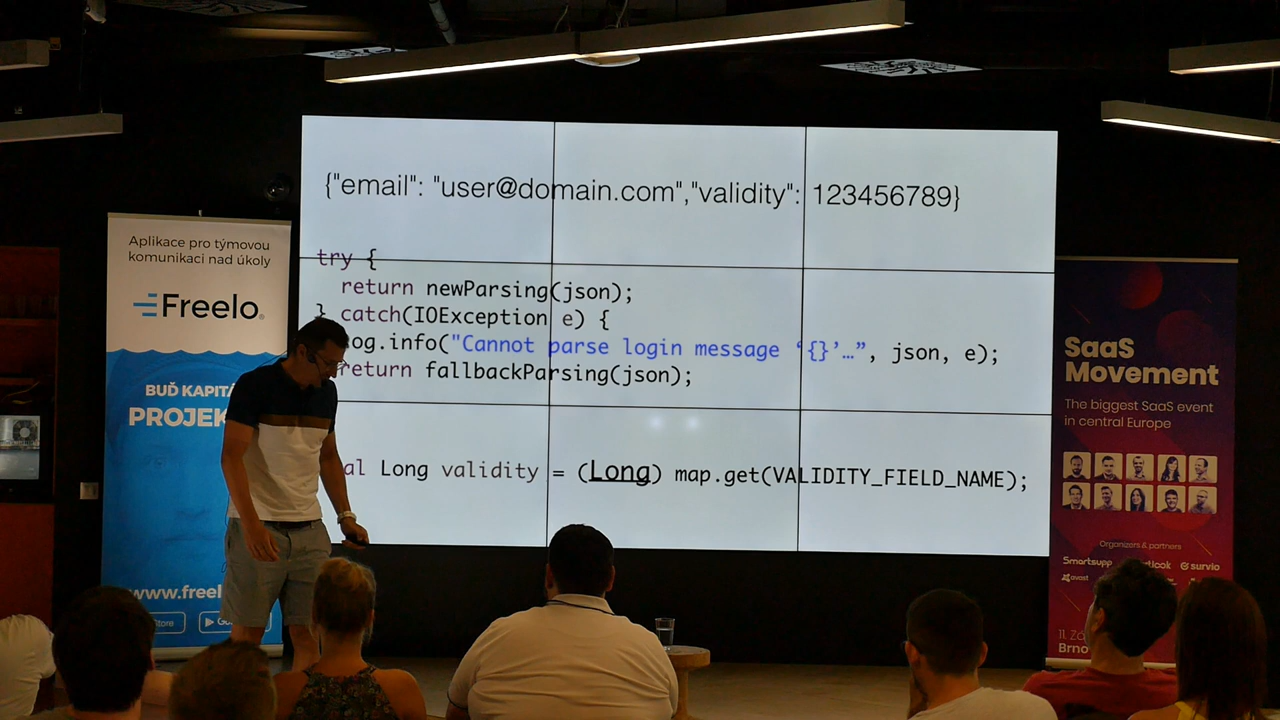 {"email": "user@domain.com","validity": 123456789}
try {
return newParsing(json);
} catch(IOException e) {
og.info("Cannot parse login message ‘{}’…”, json, e);
return fallbackParsing(json);
al Long validity = (Long) map.get(VALIDITY_FIELD_NAME);
Aplikace pro týmovou
komunikaci nad úkoly
Freelo
BUĎ KAPITÁ
PROJEK
www.freel
Store
SaaS
Movement
The biggest SaaS event
in central Europe
Organizers & partners
Smartsupp
survio
avast
Brno